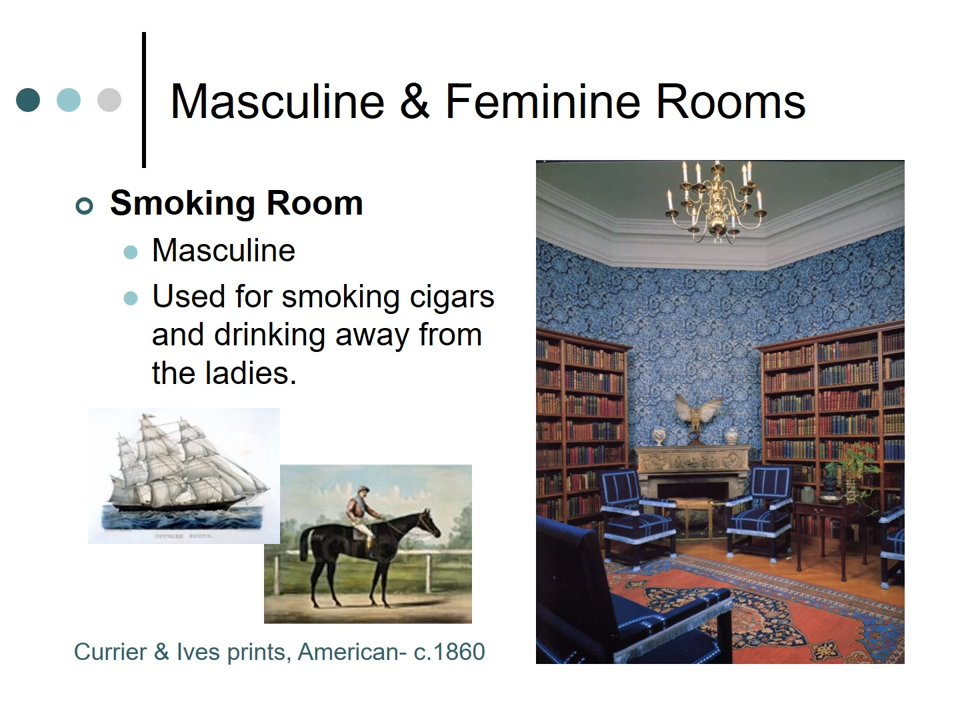 Masculine & Feminine Rooms
Smoking Room
Masculine
Used for smoking cigars
and drinking away from
the ladies.
Currier & Ives prints, American- c.1860